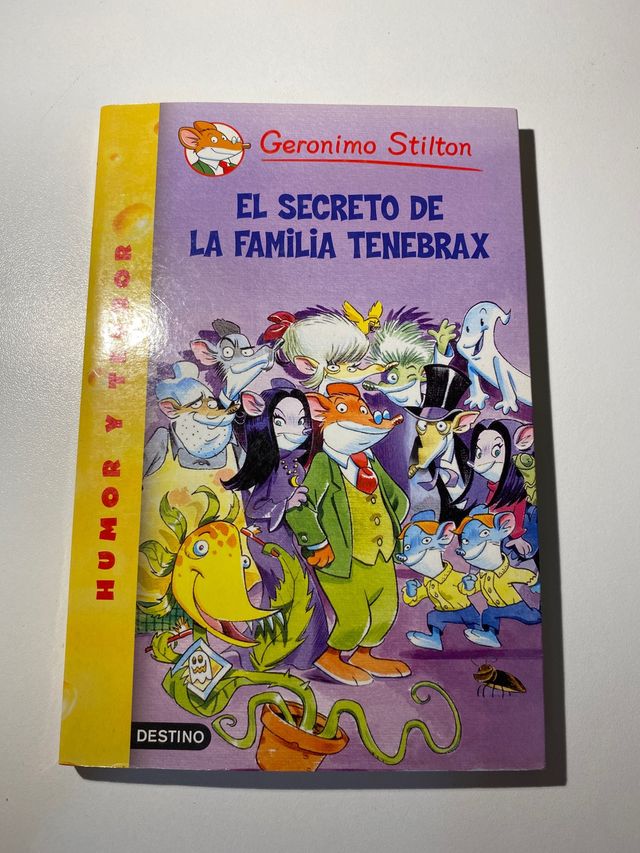 Geronimo Stilton
EL SECRETO DE
LA FAMILIA TENEBRAX
HUMOR Y TERROR
DESTINO